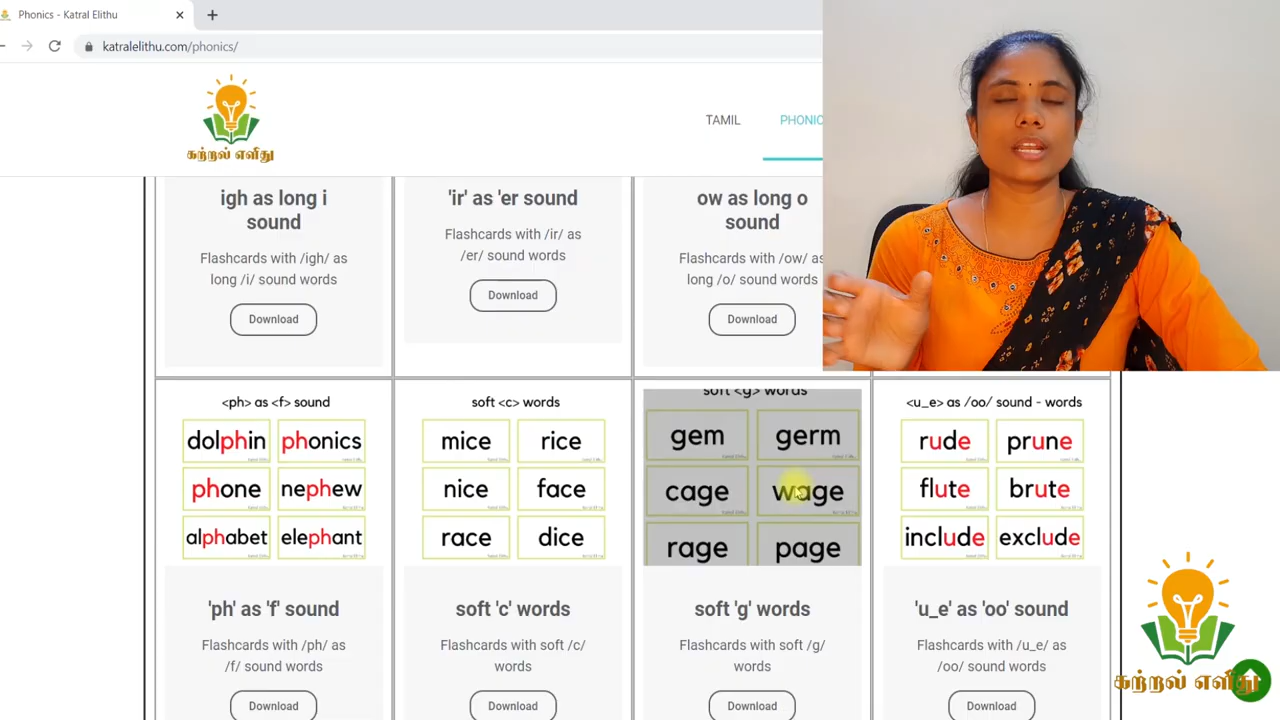 Phonics - Katral Elithu
katralelithu.com/phonics/
கற்றல் எளிது
TAMIL
PHONIC
igh as long i
sound
Flashcards with /igh/ as
long /i/ sound words
Download
'ir' as 'er sound
Flashcards with /ir/ as
/er/ sound words
Download
ow as long o
sound
Flashcards with /ow/ as
long /o/ sound words
Download
<ph> as <f> sound
dolphin phonics
phone nephew
alphabet elephant
'ph' as 'f' sound
Flashcards with /ph/ as
/f/ sound words
Download
soft <c> words
mice rice
nice face
race dice
soft 'c' words
Flashcards with soft /c/
words
Download
soft <g> words
gem germ
cage wage
rage page
soft 'g' words
Flashcards with soft /g/
words
Download
<u_e> as /oo/ sound - words
rude prune
flute brute
include exclude
'u_e' as 'oo' sound
Flashcards with /u_e/ as
/oo/ sound words
Download
கற்றல் எளிது